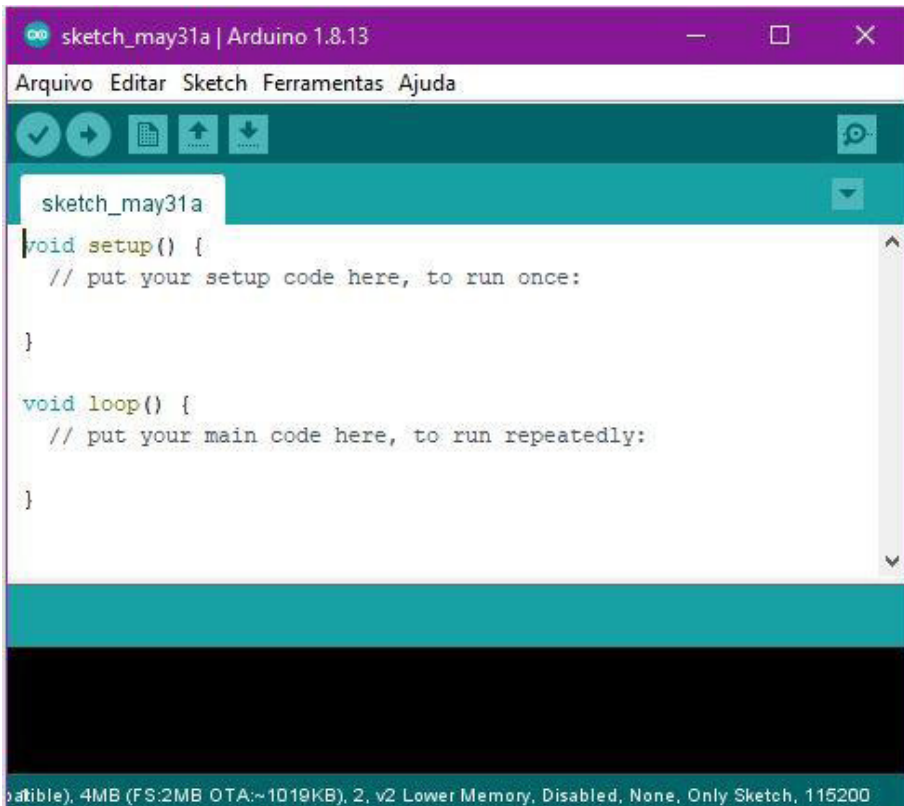 sketch_may31a | Arduino 1.8.13
Arquivo Editar Sketch Ferramentas Ajuda
sketch_may31a
void setup() {
// put your setup code here, to run once:
}
void loop() {
// put your main code here, to run repeatedly:
}
patible), 4MB (FS:2MB OTA:~1019KB), 2, v2 Lower Memory, Disabled, None, Only Sketch, 115200